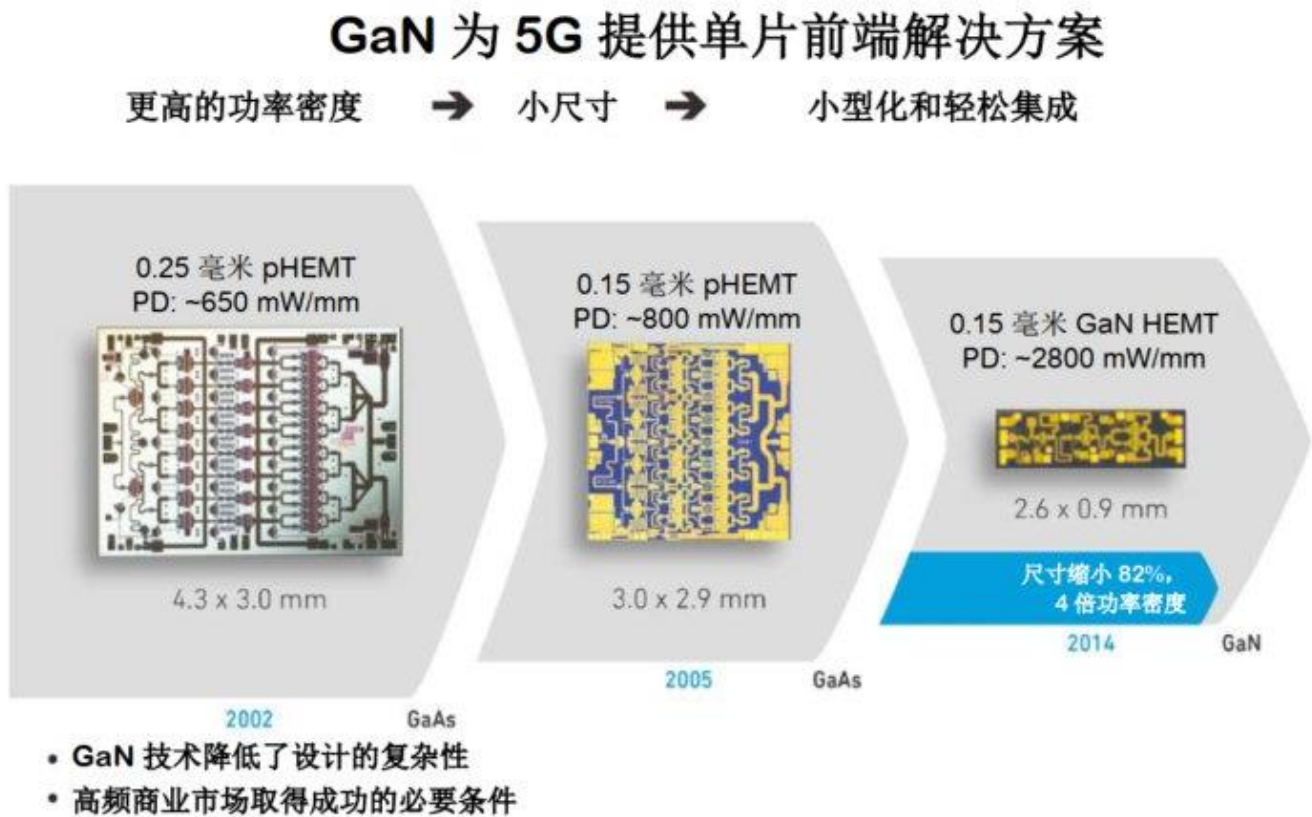 GaN 为 5G 提供单片前端解决方案
更高的功率密度 ➔ 小尺寸 ➔ 小型化和轻松集成
0.25 毫米 pHEMT
PD: ~650 mW/mm
4.3 x 3.0 mm
2002 GaAs
0.15 毫米 pHEMT
PD: ~800 mW/mm
3.0 x 2.9 mm
2005 GaAs
0.15 毫米 GaN HEMT
PD: ~2800 mW/mm
2.6 x 0.9 mm
尺寸缩小 82%,
4 倍功率密度
2014 GaN
• GaN 技术降低了设计的复杂性
• 高频商业市场取得成功的必要条件